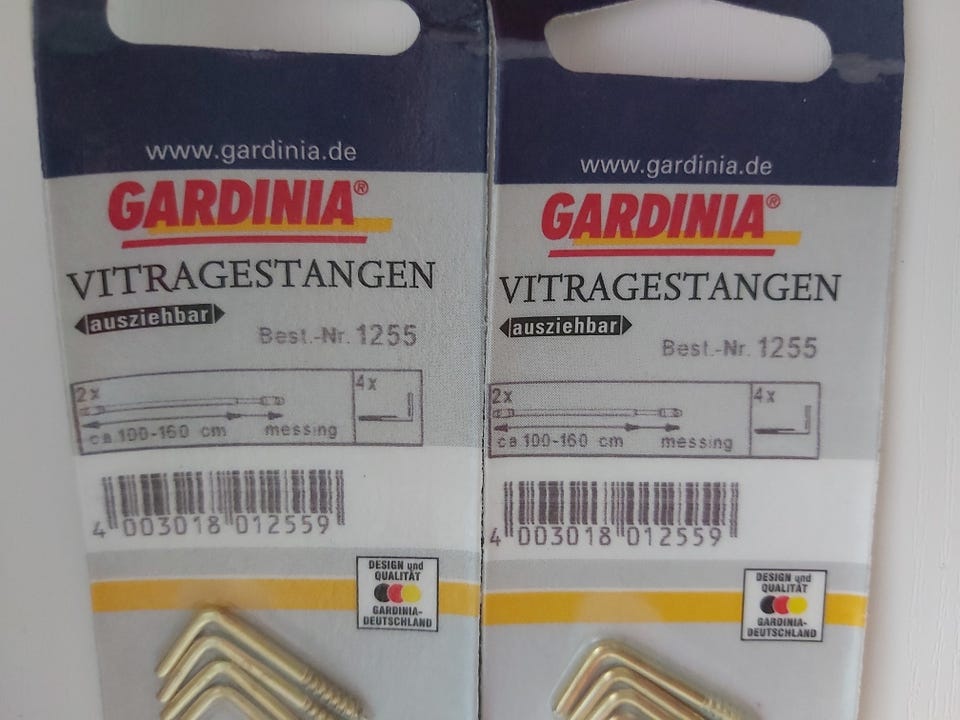 www.gardinia.de
GARDINIA®
VITRAGESTANGEN
ausziehbar
Best.-Nr. 1255
2x
4x
ca 100-160 cm messing
4 003018 012559
DESIGN und
QUALITÄT
GARDINIA-
DEUTSCHLAND
www.gardinia.de
GARDINIA®
VITRAGESTANGEN
ausziehbar
Best.-Nr. 1255
2x
4x
ca 100-160 cm messing
4 003018 012559
DESIGN und
QUALITÄT
GARDINIA-
DEUTSCHLAND